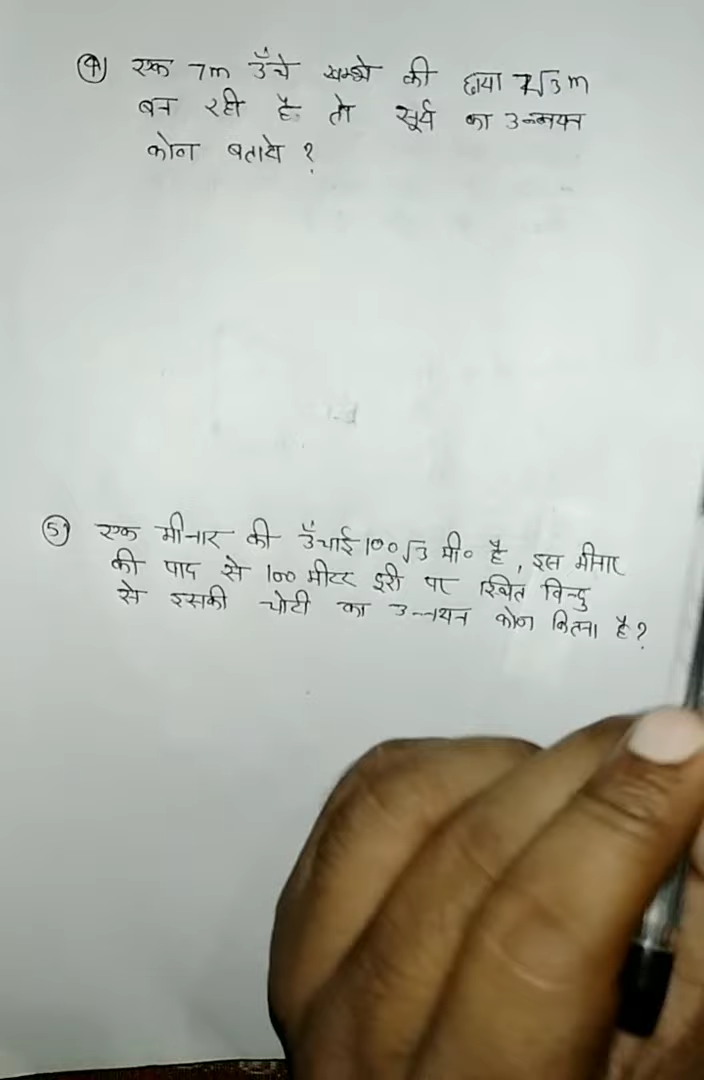 ④ एक 7m उँचे खम्भे की छाया 7√3 m
बन रही है. तो सूर्य का उन्नयन
कोण बताये ?
⑤ एक मीनार की उँचाई 100√3 मी० है, इस मीनार
की पाद से 100 मीटर दूरी पर स्थित विन्दु
से इसकी चोटी का उन्नयन कोण कितना है?